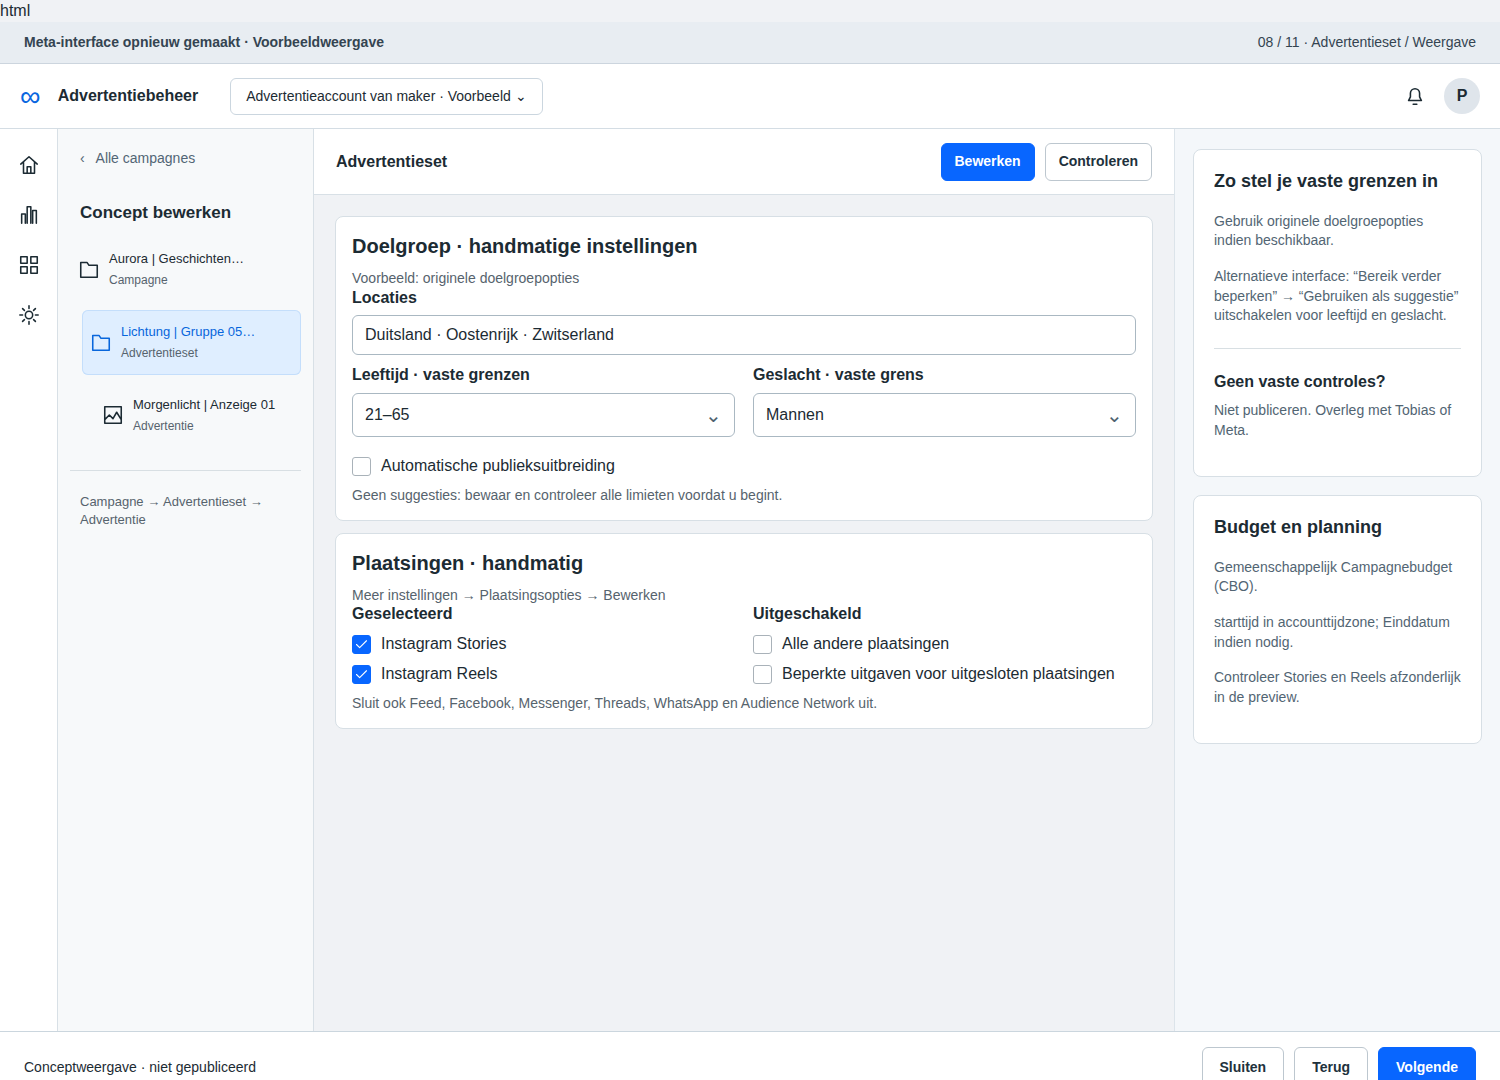 html
Meta-interface opnieuw gemaakt · Voorbeeldweergave
08 / 11 · Advertentieset / Weergave
Advertentiebeheer
Advertentieaccount van maker · Voorbeeld
P
‹ Alle campagnes
Concept bewerken
Aurora | Geschichten…
Campagne
Lichtung | Gruppe 05…
Advertentieset
Morgenlicht | Anzeige 01
Advertentie
Campagne → Advertentieset →
Advertentie
Advertentieset
Bewerken
Controleren
Doelgroep · handmatige instellingen
Voorbeeld: originele doelgroepopties
Locaties
Duitsland · Oostenrijk · Zwitserland
Leeftijd · vaste grenzen
Geslacht · vaste grens
21–65
Mannen
Automatische publieksuitbreiding
Geen suggesties: bewaar en controleer alle limieten voordat u begint.
Plaatsingen · handmatig
Meer instellingen → Plaatsingsopties → Bewerken
Geselecteerd
Uitgeschakeld
Instagram Stories
Alle andere plaatsingen
Instagram Reels
Beperkte uitgaven voor uitgesloten plaatsingen
Sluit ook Feed, Facebook, Messenger, Threads, WhatsApp en Audience Network uit.
Zo stel je vaste grenzen in
Gebruik originele doelgroepopties
indien beschikbaar.
Alternatieve interface: “Bereik verder
beperken” → “Gebruiken als suggestie”
uitschakelen voor leeftijd en geslacht.
Geen vaste controles?
Niet publiceren. Overleg met Tobias of
Meta.
Budget en planning
Gemeenschappelijk Campagnebudget
(CBO).
starttijd in accounttijdzone; Einddatum
indien nodig.
Controleer Stories en Reels afzonderlijk
in de preview.
Conceptweergave · niet gepubliceerd
Sluiten
Terug
Volgende